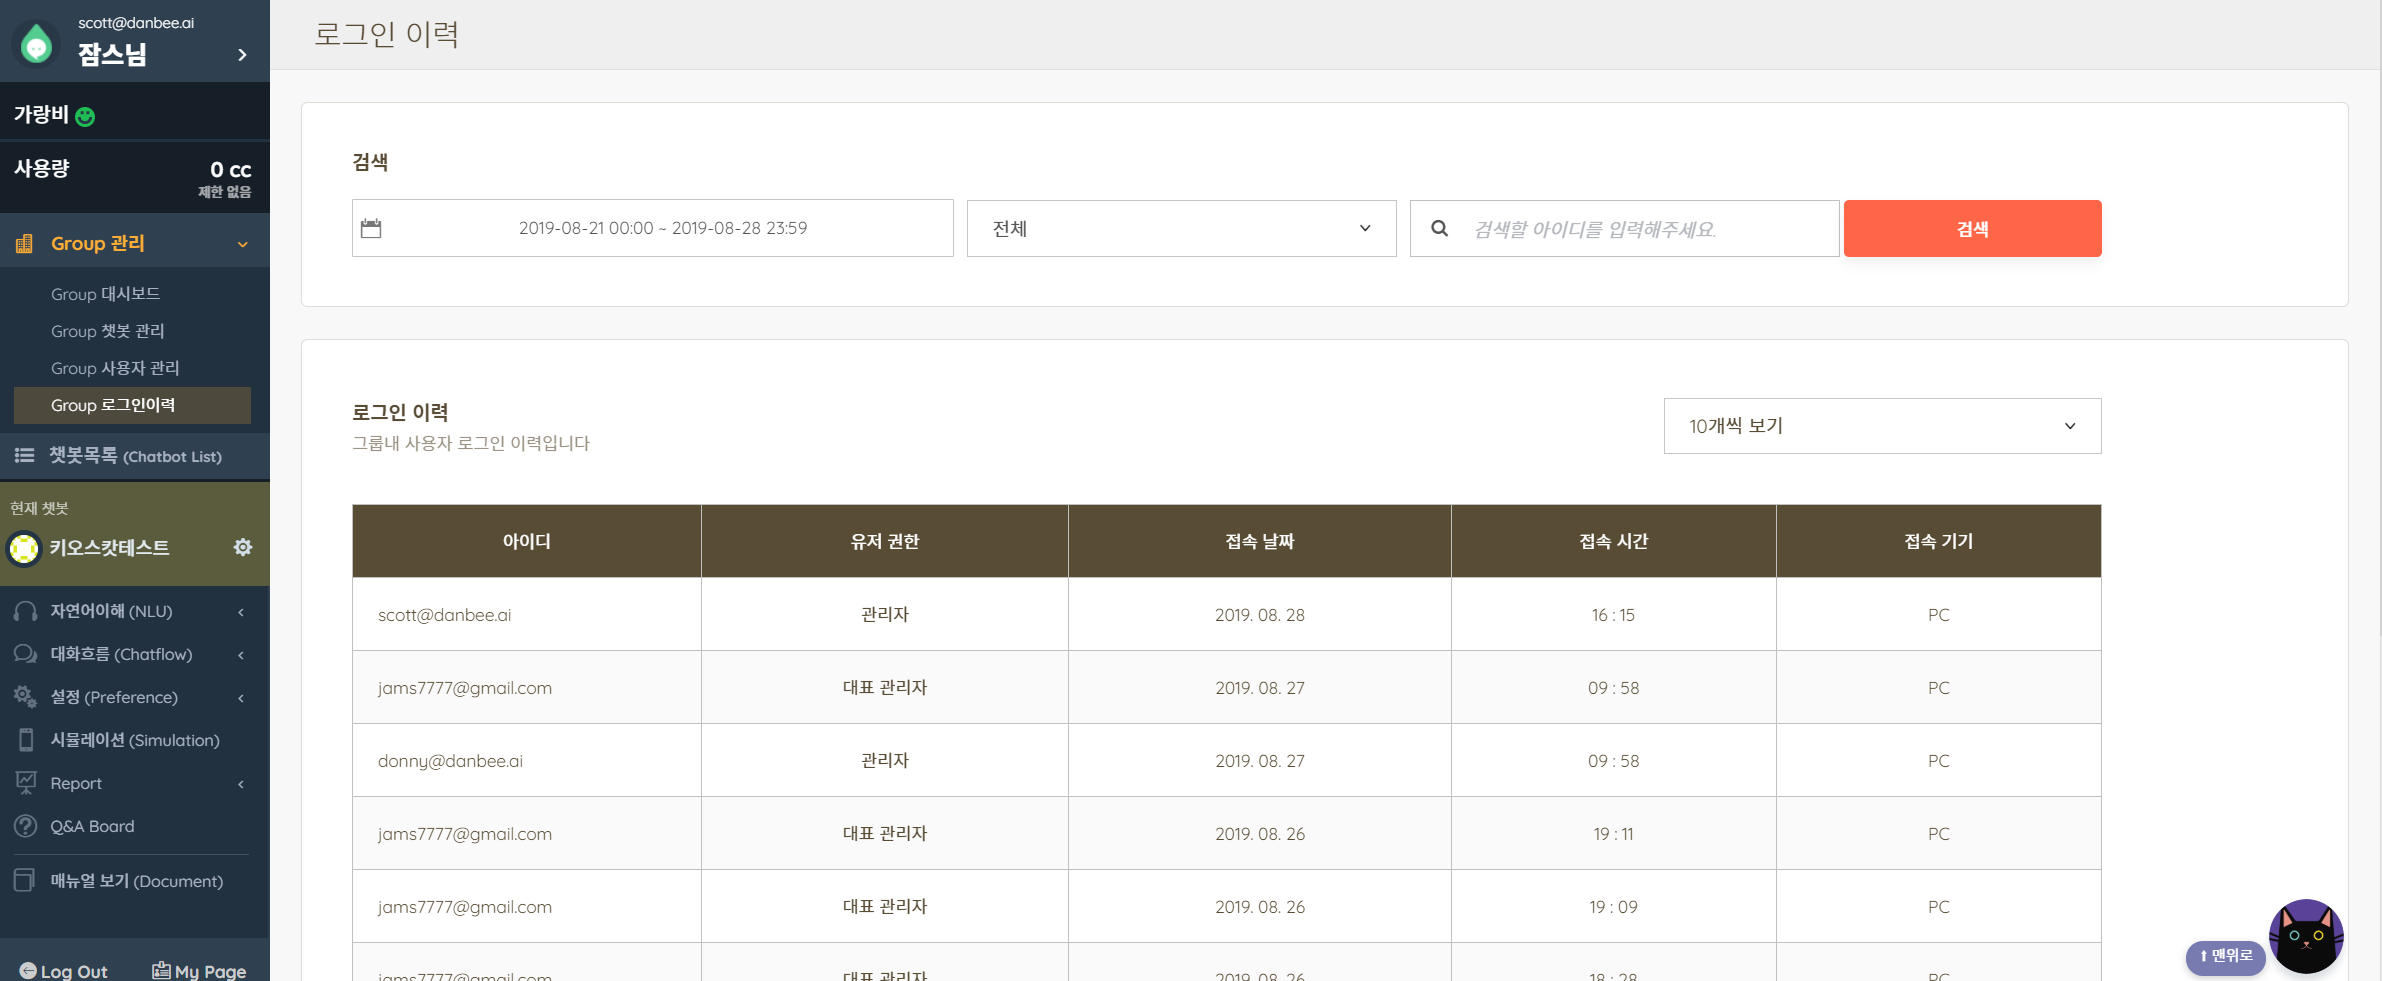 scott@danbee.ai
잠스님
가랑비
사용량
0 cc
제한 없음
Group 관리
Group 대시보드
Group 챗봇 관리
Group 사용자 관리
Group 로그인이력
챗봇목록 (Chatbot List)
현재 챗봇
키오스캇테스트
자연어이해 (NLU)
대화흐름 (Chatflow)
설정 (Preference)
시뮬레이션 (Simulation)
Report
Q&A Board
매뉴얼 보기 (Document)
Log Out
My Page
로그인 이력
검색
2019-08-21 00:00 ~ 2019-08-28 23:59
전체
검색할 아이디를 입력해주세요.
검색
로그인 이력
그룹내 사용자 로그인 이력입니다
10개씩 보기
아이디 유저 권한 접속 날짜 접속 시간 접속 기기
scott@danbee.ai 관리자 2019. 08. 28 16 : 15 PC
jams7777@gmail.com 대표 관리자 2019. 08. 27 09 : 58 PC
donny@danbee.ai 관리자 2019. 08. 27 09 : 58 PC
jams7777@gmail.com 대표 관리자 2019. 08. 26 19 : 11 PC
jams7777@gmail.com 대표 관리자 2019. 08. 26 19 : 09 PC
jams7777@gmail.com 대표 관리자 2019. 08. 26 18 : 28 PC
맨위로